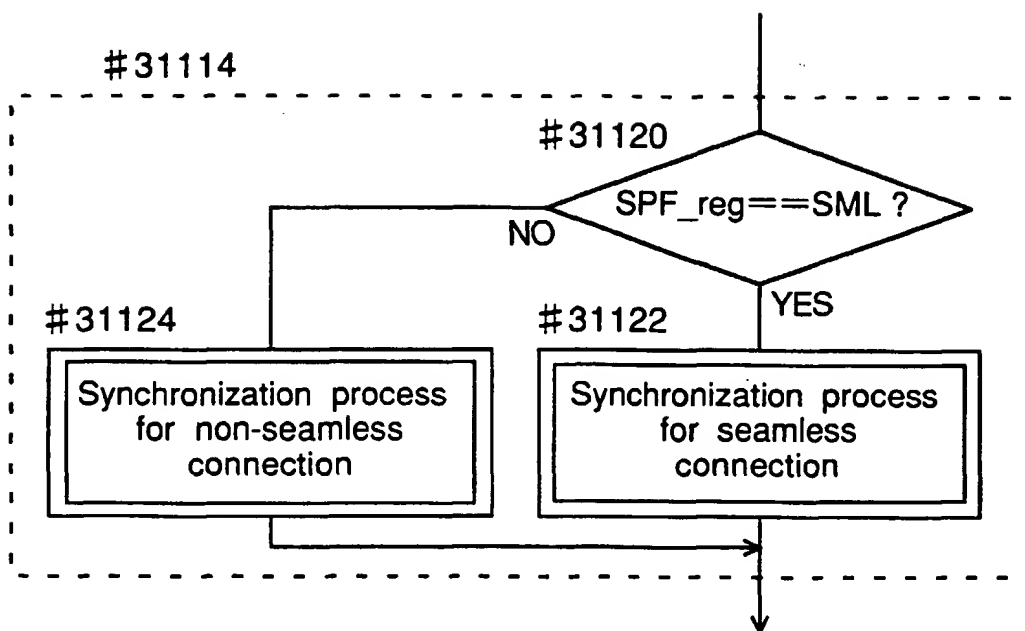 #31114
#31120
SPF_reg==SML ?
NO
YES
#31124
#31122
Synchronization process
for non-seamless
connection
Synchronization process
for seamless
connection